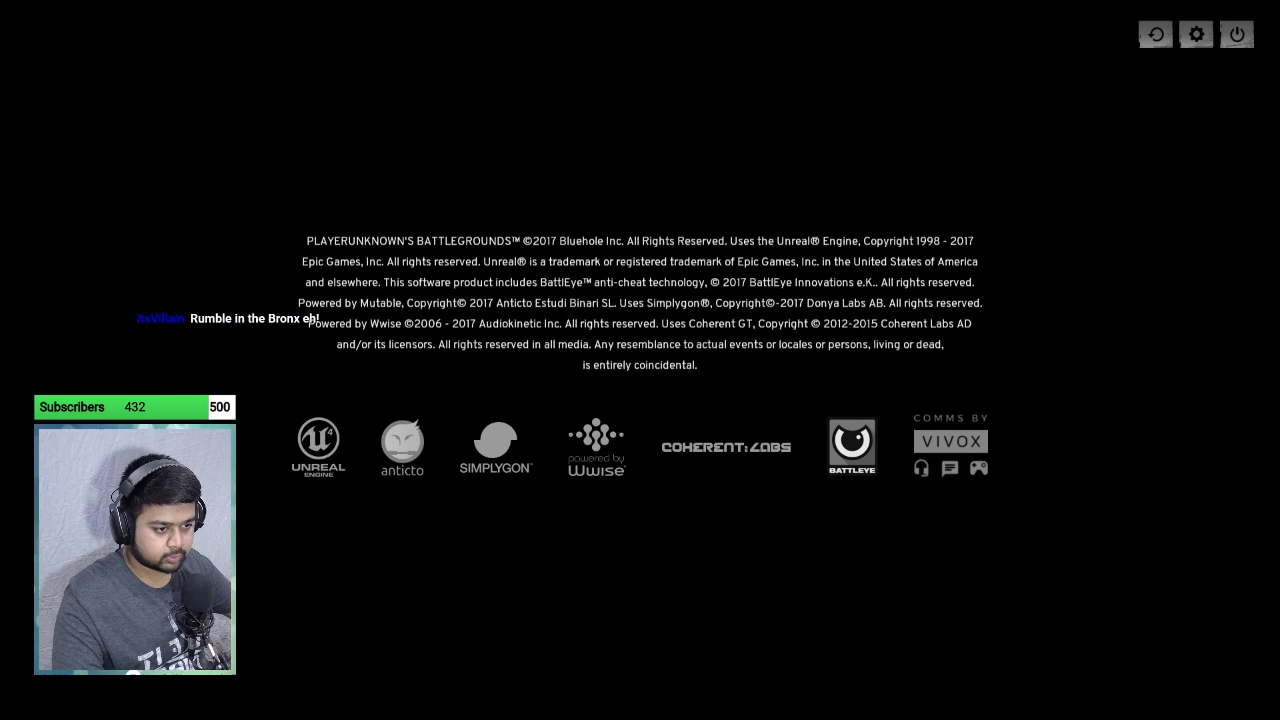 PLAYERUNKNOWN'S BATTLEGROUNDS™ ©2017 Bluehole Inc. All Rights Reserved. Uses the Unreal® Engine, Copyright 1998 - 2017
Epic Games, Inc. All rights reserved. Unreal® is a trademark or registered trademark of Epic Games, Inc. in the United States of America
and elsewhere. This software product includes BattlEye™ anti-cheat technology, © 2017 BattlEye Innovations e.K.. All rights reserved.
Powered by Mutable, Copyright© 2017 Anticto Estudi Binari SL. Uses Simplygon®, Copyright©-2017 Donya Labs AB. All rights reserved.
ItsVillain Rumble in the Bronx eh!
Powered by Wwise ©2006 - 2017 Audiokinetic Inc. All rights reserved. Uses Coherent GT, Copyright © 2012-2015 Coherent Labs AD
and/or its licensors. All rights reserved in all media. Any resemblance to actual events or locales or persons, living or dead,
is entirely coincidental.
Subscribers 432 500
UNREAL
ENGINE
anticto
SIMPLYGON™
powered by
Wwise
COHERENT:LABS
BATTLEYE
COMMS BY
VIVOX